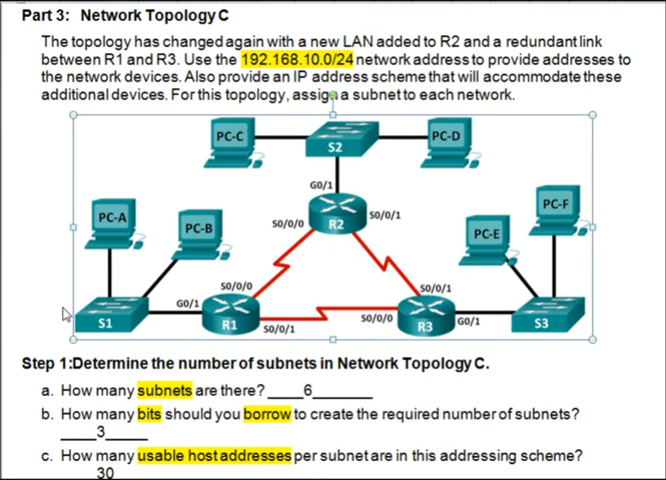 Part 3: Network Topology C
The topology has changed again with a new LAN added to R2 and a redundant link
between R1 and R3. Use the 192.168.10.0/24 network address to provide addresses to
the network devices. Also provide an IP address scheme that will accommodate these
additional devices. For this topology, assign a subnet to each network.
PC-C
S2
PC-D
G0/1
PC-A
PC-B
S0/0/0
R2
S0/0/1
PC-E
PC-F
S0/0/0
S0/0/1
S1
G0/1
R1
S0/0/1
S0/0/0
R3
G0/1
S3
Step 1:Determine the number of subnets in Network Topology C.
a. How many subnets are there? ____6_______
b. How many bits should you borrow to create the required number of subnets?
____3_____
c. How many usable host addresses per subnet are in this addressing scheme?
30